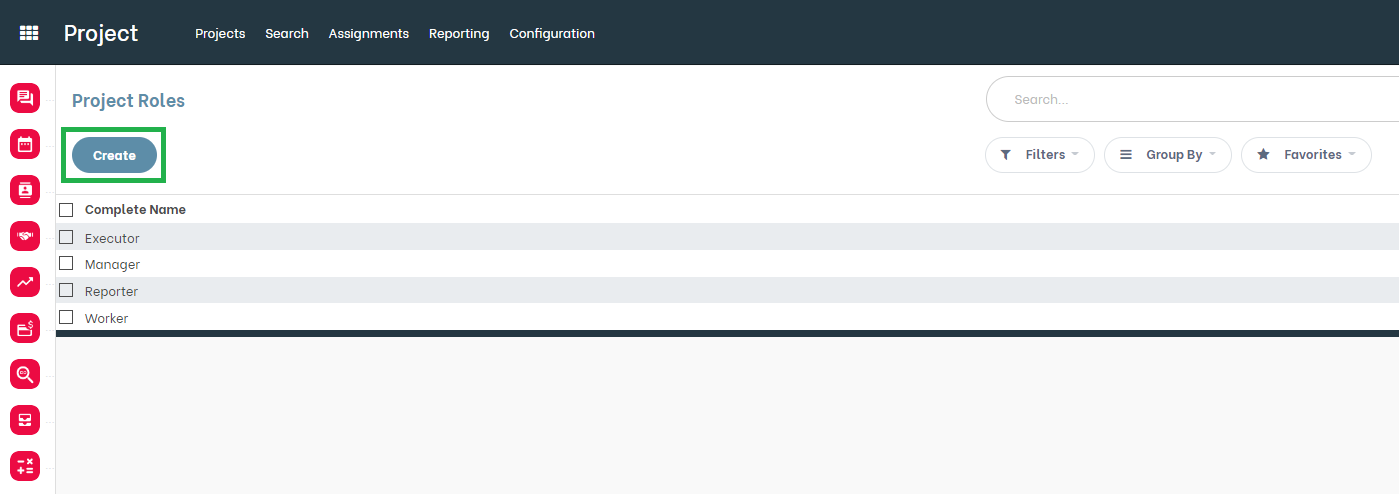 Project Projects Search Assignments Reporting Configuration
Project Roles
Search...
Create
Filters Group By Favorites
Complete Name
Executor
Manager
Reporter
Worker